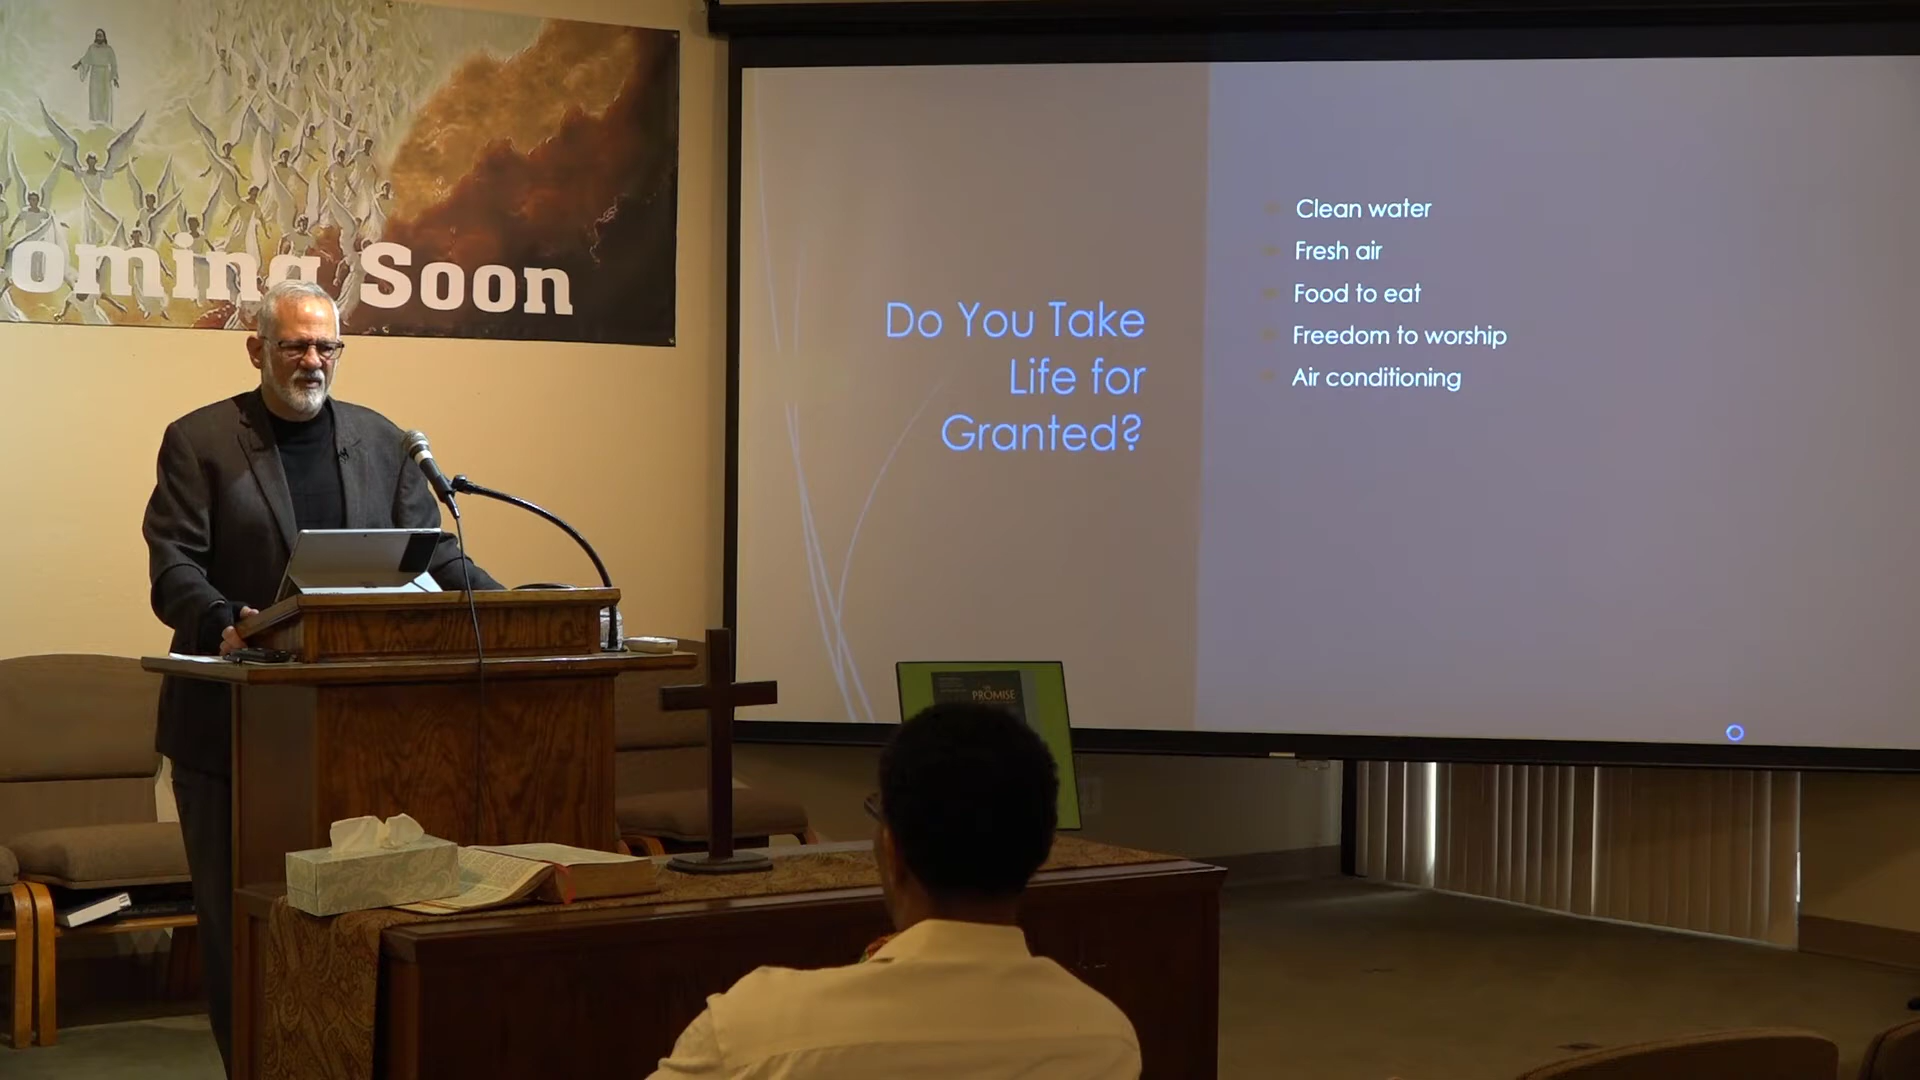 oming Soon
Do You Take
Life for
Granted?
Clean water
Fresh air
Food to eat
Freedom to worship
Air conditioning
PROMISE